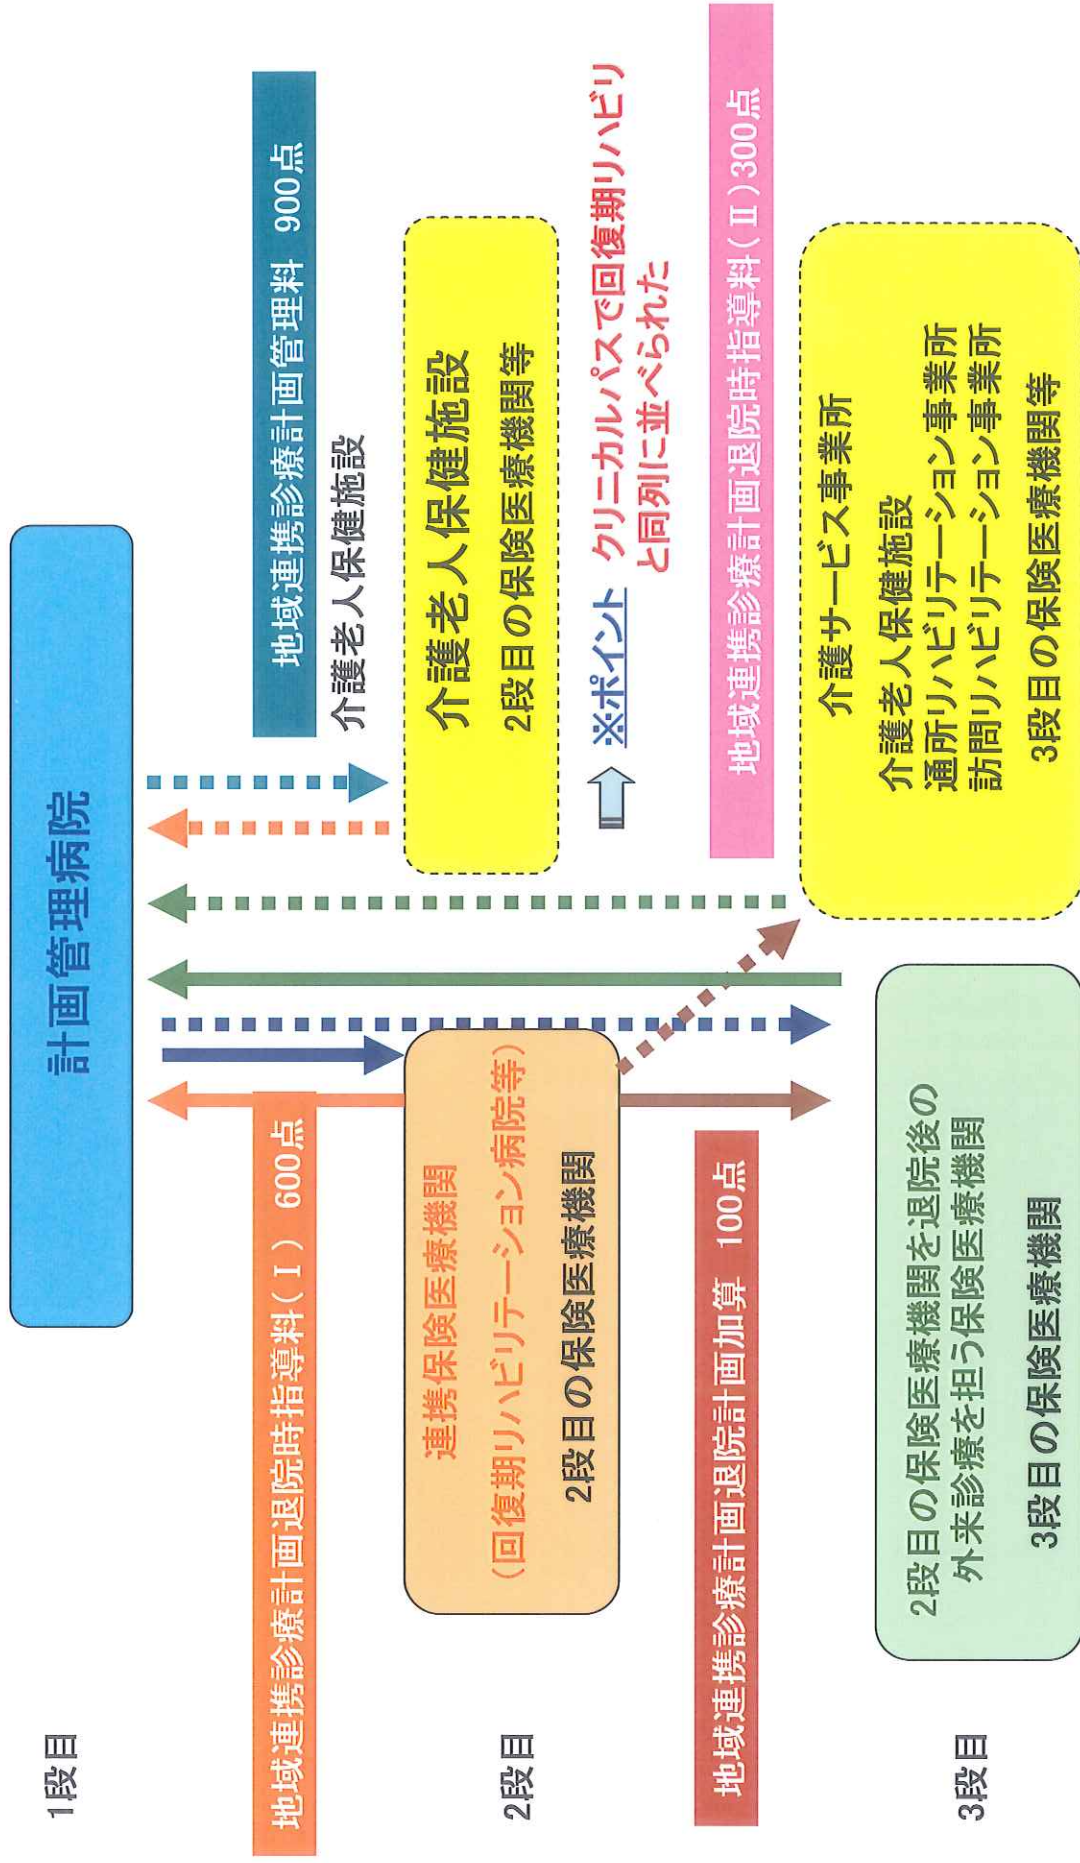 1段目
計画管理病院
地域連携診療計画退院時指導料(Ⅰ) 600点
地域連携診療計画管理料 900点
介護老人保健施設
2段目
連携保険医療機関
(回復期リハビリテーション病院等)
2段目の保険医療機関
介護老人保健施設
2段目の保険医療機関等
※ポイント クリニカルパスで回復期リハビリ
と同列に並べられた
地域連携診療計画退院計画加算 100点
地域連携診療計画退院時指導料(Ⅱ)300点
3段目
2段目の保険医療機関を退院後の
外来診療を担う保険医療機関
3段目の保険医療機関
介護サービス事業所
介護老人保健施設
通所リハビリテーション事業所
訪問リハビリテーション事業所
3段目の保険医療機関等